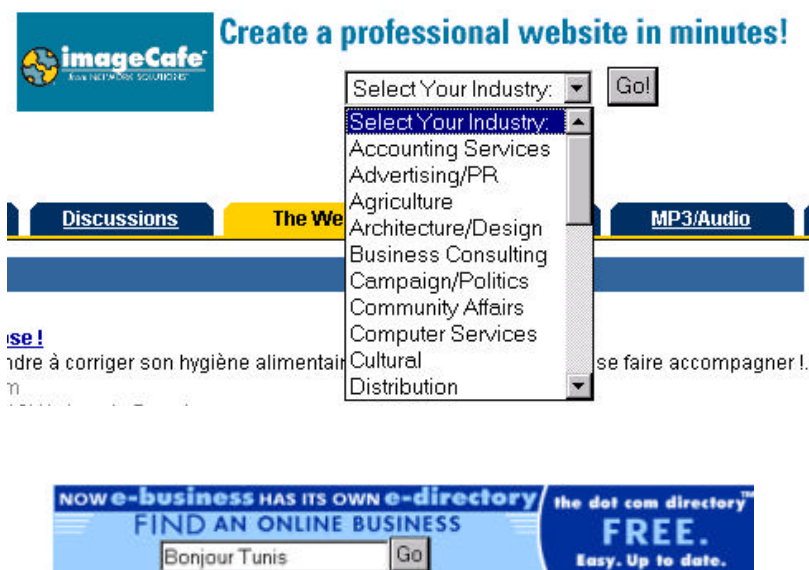 Create a professional website in minutes!
imageCafe
from NETWORK SOLUTIONS
Select Your Industry: Go!
Select Your Industry:
Accounting Services
Advertising/PR
Agriculture
Architecture/Design
Business Consulting
Campaign/Politics
Community Affairs
Computer Services
Cultural
Distribution
Discussions The We MP3/Audio
ose !
ndre à corriger son hygiène alimentair se faire accompagner !.
m
NOW e-business HAS ITS OWN e-directory
FIND AN ONLINE BUSINESS
Bonjour Tunis Go
the dot com directory™
FREE.
Easy. Up to date.